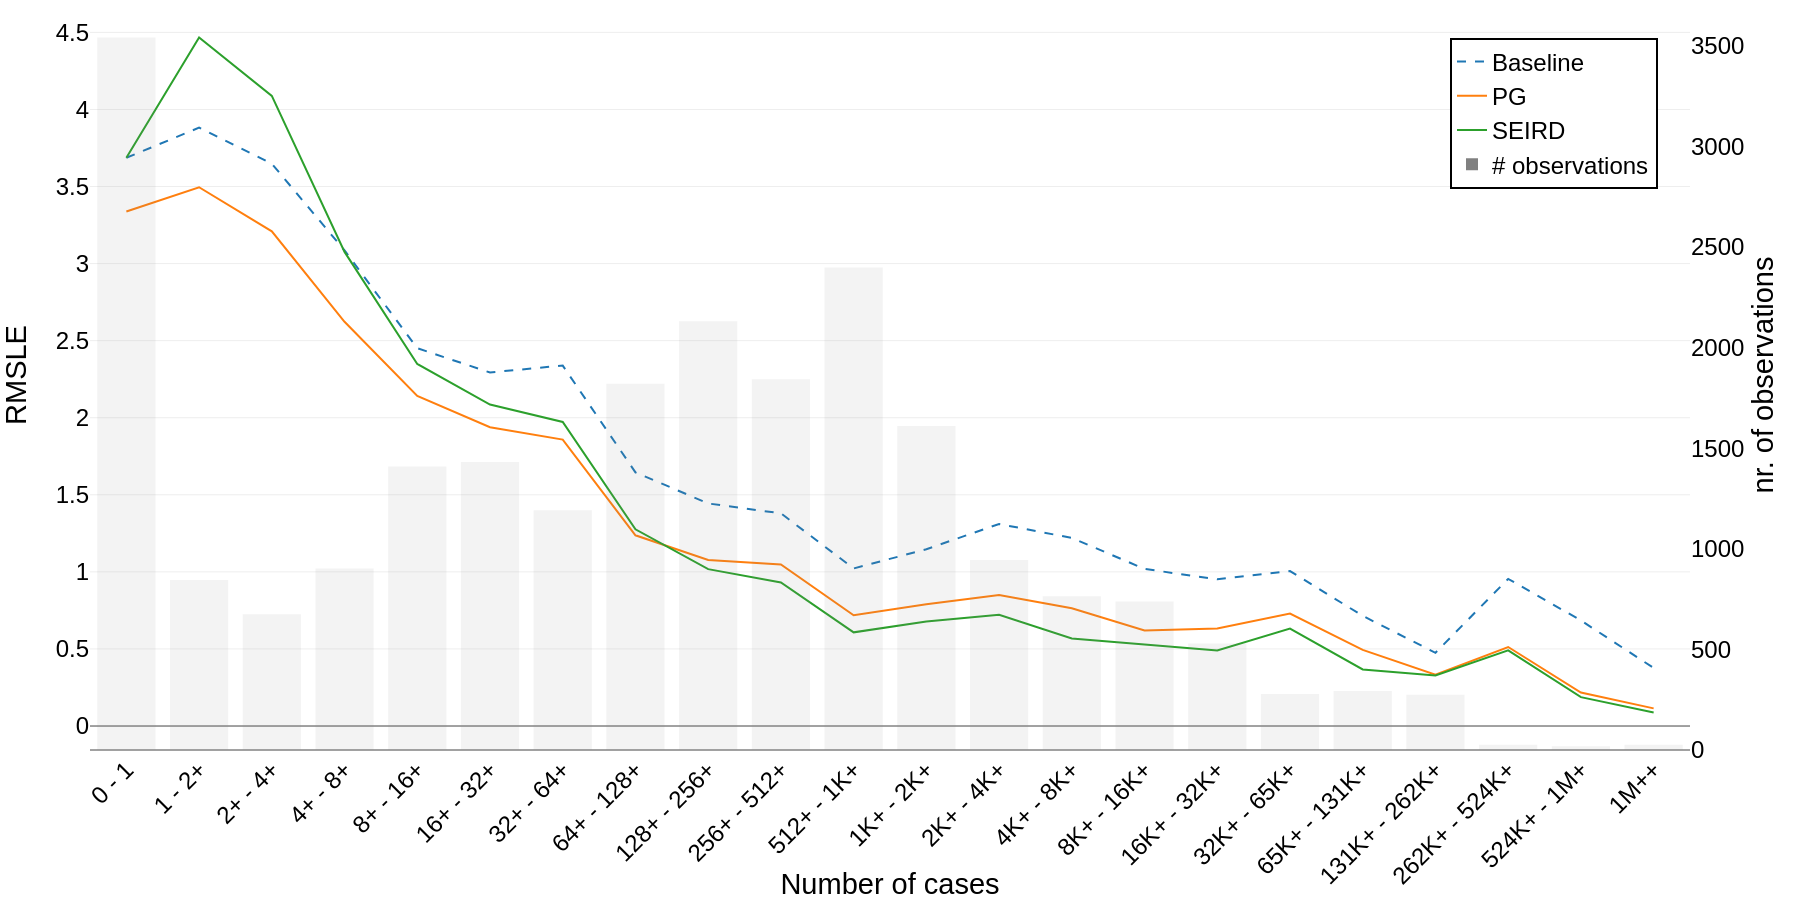 4.5
4
3.5
3
2.5
2
1.5
1
0.5
0
RMSLE
3500
3000
2500
2000
1500
1000
500
0
nr. of observations
Baseline
PG
SEIRD
# observations
0 - 1
1 - 2+
2+ - 4+
4+ - 8+
8+ - 16+
16+ - 32+
32+ - 64+
64+ - 128+
128+ - 256+
256+ - 512+
512+ - 1K+
1K+ - 2K+
2K+ - 4K+
4K+ - 8K+
8K+ - 16K+
16K+ - 32K+
32K+ - 65K+
65K+ - 131K+
131K+ - 262K+
262K+ - 524K+
524K+ - 1M+
1M++
Number of cases